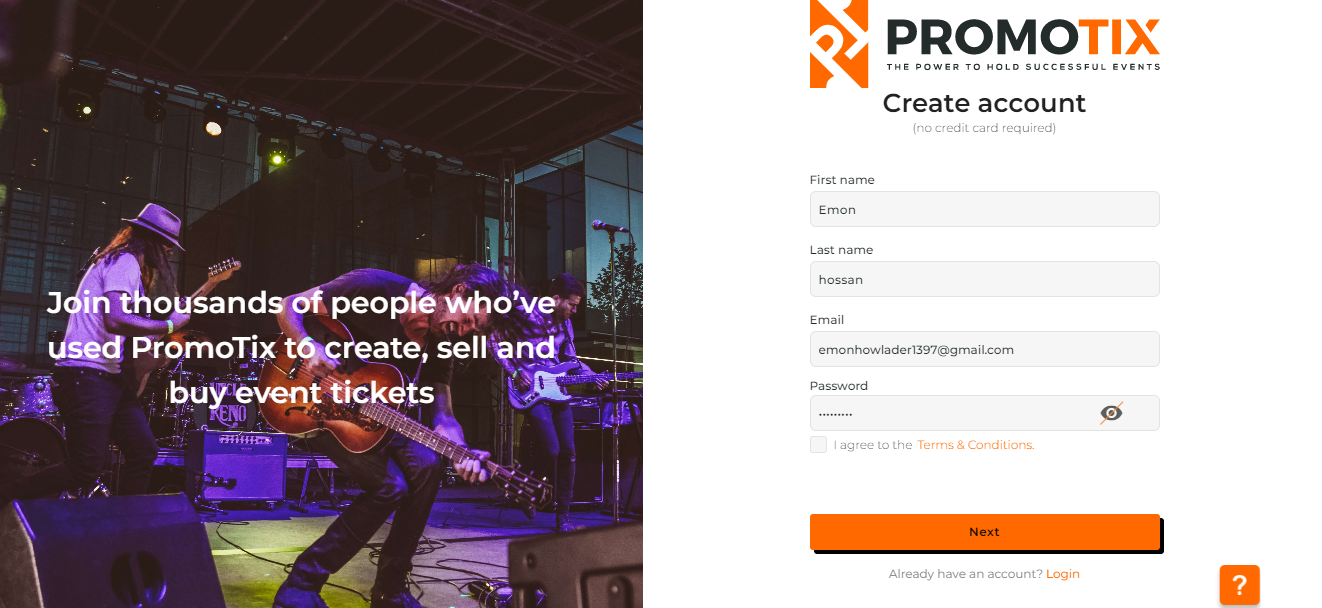 PROMOTIX
THE POWER TO HOLD SUCCESSFUL EVENTS
Create account
(no credit card required)
Join thousands of people who've
used PromoTix to create, sell and
buy event tickets
UNCLE
RENO
First name
Emon
Last name
hossan
Email
emonhowlader1397@gmail.com
Password
•••••••••
I agree to the Terms & Conditions.
Next
Already have an account? Login
?